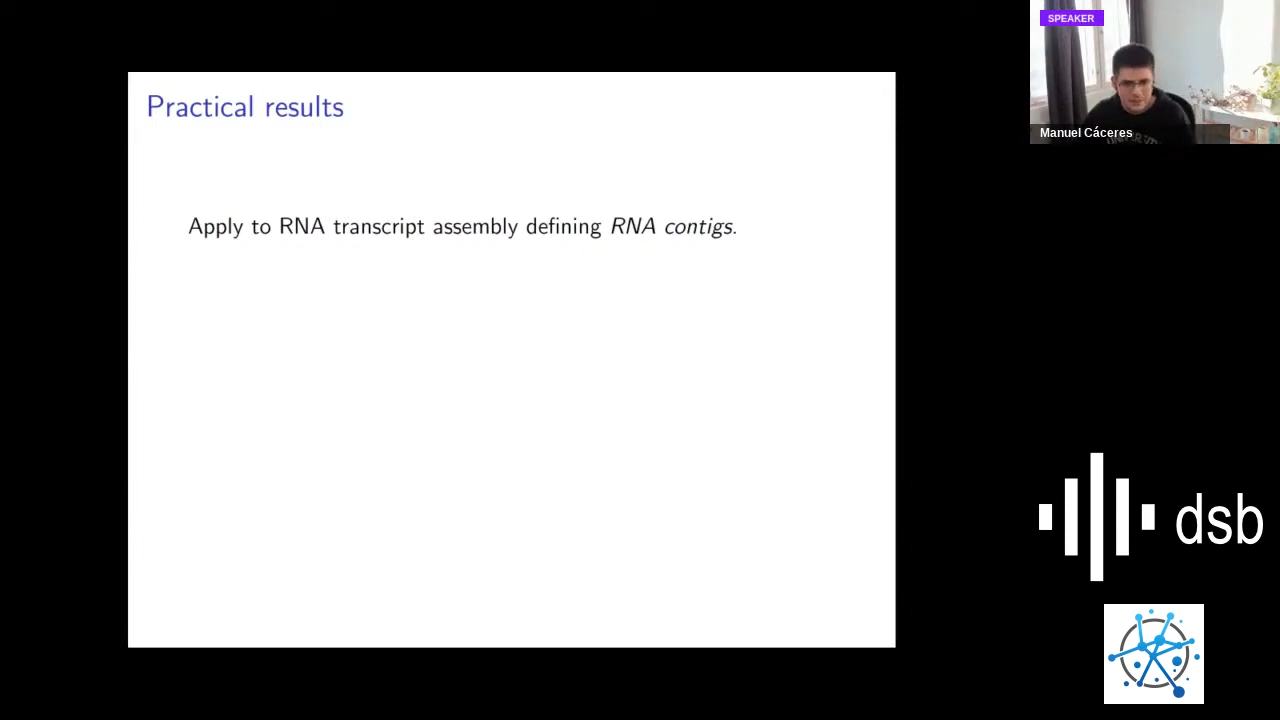 Practical results
Apply to RNA transcript assembly defining RNA contigs.
SPEAKER
Manuel Cáceres
dsb